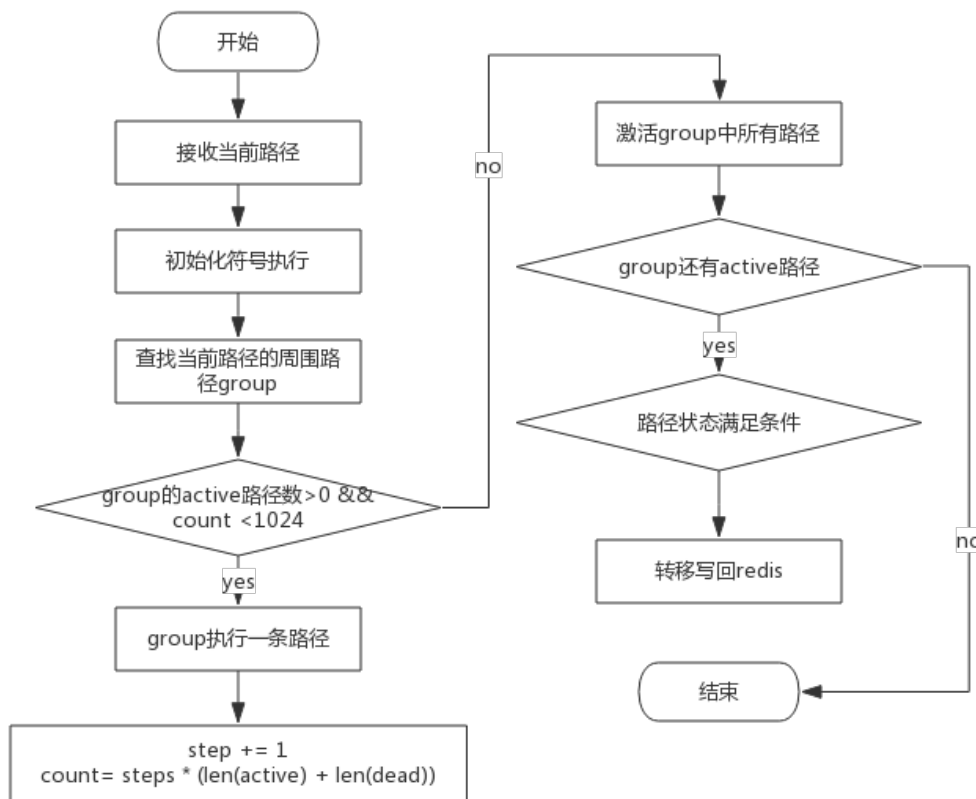 开始
接收当前路径
初始化符号执行
查找当前路径的周围路
径group
group的active路径数>0 &&
count <1024
yes
group执行一条路径
step += 1
count= steps * (len(active) + len(dead))
no
激活group中所有路径
group还有active路径
yes
路径状态满足条件
转移写回redis
no
结束